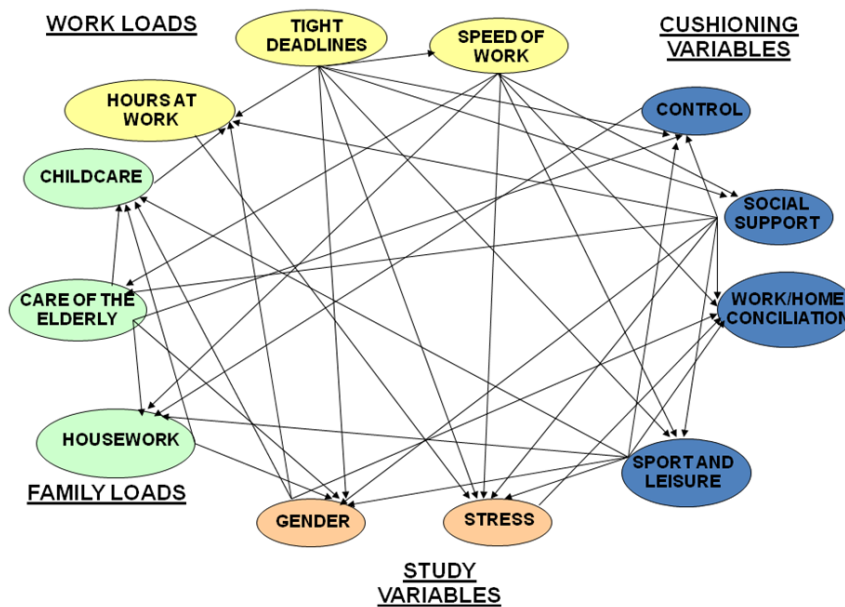 WORK LOADS
TIGHT
DEADLINES
SPEED OF
WORK
CUSHIONING
VARIABLES
HOURS AT
WORK
CONTROL
CHILDCARE
SOCIAL
SUPPORT
CARE OF THE
ELDERLY
WORK/HOME
CONCILIATION
HOUSEWORK
SPORT AND
LEISURE
FAMILY LOADS
GENDER
STRESS
STUDY
VARIABLES